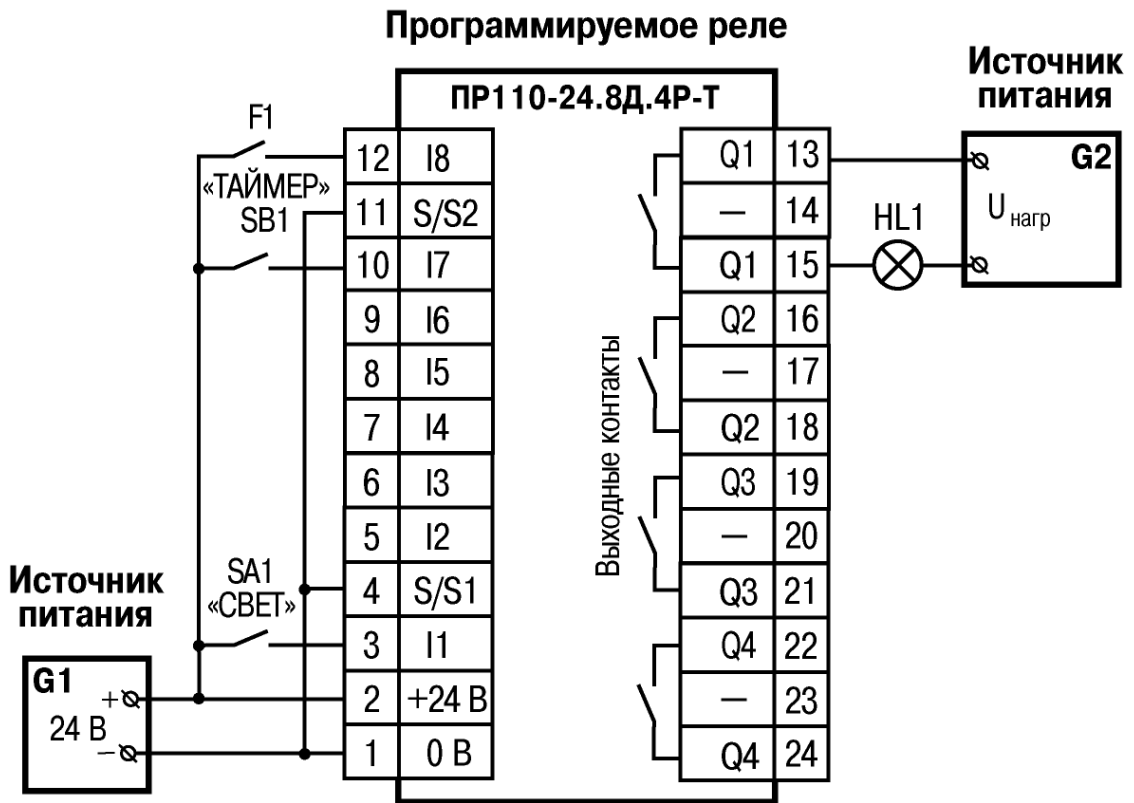 Программируемое реле
ПР110-24.8Д.4Р-Т
F1
«ТАЙМЕР»
SB1
SA1
«СВЕТ»
Источник
питания
G1
+
24 В
–
12 I8
11 S/S2
10 I7
9 I6
8 I5
7 I4
6 I3
5 I2
4 S/S1
3 I1
2 +24 В
1 0 В
Выходные контакты
Q1 13
— 14
Q1 15
Q2 16
— 17
Q2 18
Q3 19
— 20
Q3 21
Q4 22
— 23
Q4 24
HL1
Источник
питания
G2
U нагр